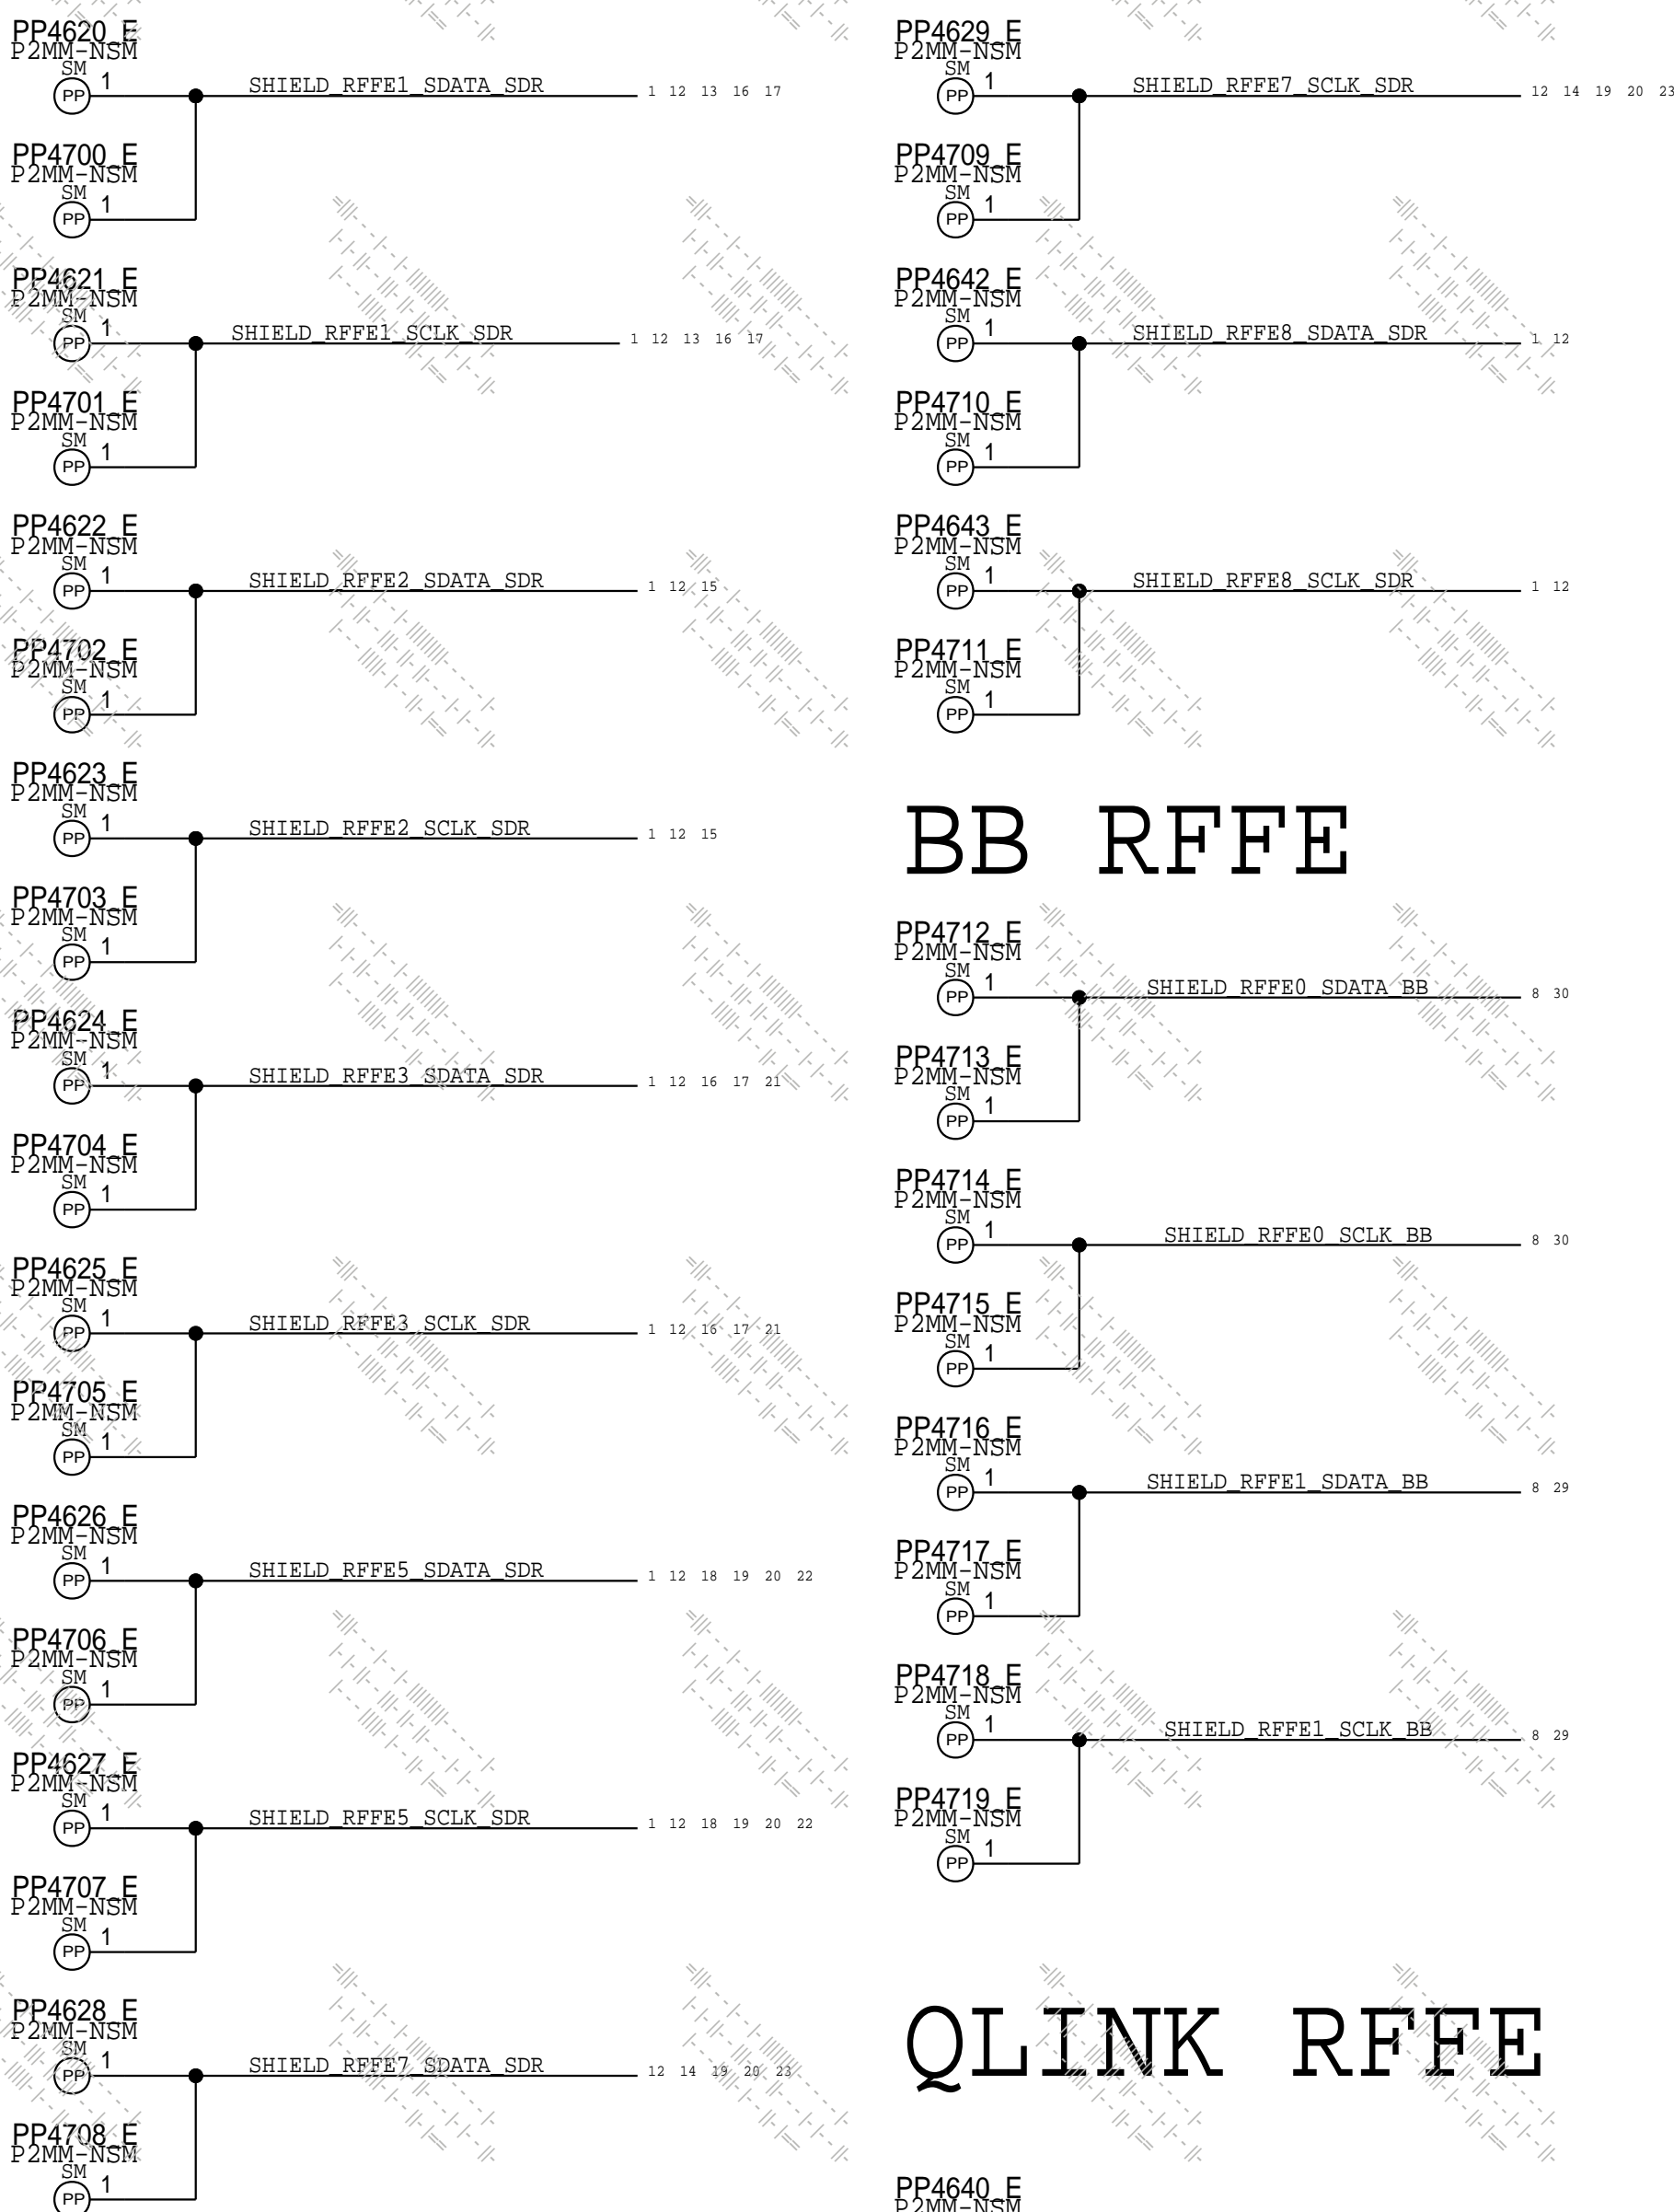 PP4620_E
P2MM-NSM
SM
PP 1 SHIELD_RFFE1_SDATA_SDR 1 12 13 16 17
PP4700_E
P2MM-NSM
SM
PP 1
PP4621_E
P2MM-NSM
SM
PP 1 SHIELD_RFFE1_SCLK_SDR 1 12 13 16 17
PP4701_E
P2MM-NSM
SM
PP 1
PP4622_E
P2MM-NSM
SM
PP 1 SHIELD_RFFE2_SDATA_SDR 1 12 15
PP4702_E
P2MM-NSM
SM
PP 1
PP4623_E
P2MM-NSM
SM
PP 1 SHIELD_RFFE2_SCLK_SDR 1 12 15
PP4703_E
P2MM-NSM
SM
PP 1
PP4624_E
P2MM-NSM
SM
PP 1 SHIELD_RFFE3_SDATA_SDR 1 12 16 17 21
PP4704_E
P2MM-NSM
SM
PP 1
PP4625_E
P2MM-NSM
SM
PP 1 SHIELD_RFFE3_SCLK_SDR 1 12 16 17 21
PP4705_E
P2MM-NSM
SM
PP 1
PP4626_E
P2MM-NSM
SM
PP 1 SHIELD_RFFE5_SDATA_SDR 1 12 18 19 20 22
PP4706_E
P2MM-NSM
SM
PP 1
PP4627_E
P2MM-NSM
SM
PP 1 SHIELD_RFFE5_SCLK_SDR 1 12 18 19 20 22
PP4707_E
P2MM-NSM
SM
PP 1
PP4628_E
P2MM-NSM
SM
PP 1 SHIELD_RFFE7_SDATA_SDR 12 14 19 20 23
PP4708_E
P2MM-NSM
SM
PP 1
PP4629_E
P2MM-NSM
SM
PP 1 SHIELD_RFFE7_SCLK_SDR 12 14 19 20 23
PP4709_E
P2MM-NSM
SM
PP 1
PP4642_E
P2MM-NSM
SM
PP 1 SHIELD_RFFE8_SDATA_SDR 1 12
PP4710_E
P2MM-NSM
SM
PP 1
PP4643_E
P2MM-NSM
SM
PP 1 SHIELD_RFFE8_SCLK_SDR 1 12
PP4711_E
P2MM-NSM
SM
PP 1
BB RFFE
PP4712_E
P2MM-NSM
SM
PP 1 SHIELD_RFFE0_SDATA_BB 8 30
PP4713_E
P2MM-NSM
SM
PP 1
PP4714_E
P2MM-NSM
SM
PP 1 SHIELD_RFFE0_SCLK_BB 8 30
PP4715_E
P2MM-NSM
SM
PP 1
PP4716_E
P2MM-NSM
SM
PP 1 SHIELD_RFFE1_SDATA_BB 8 29
PP4717_E
P2MM-NSM
SM
PP 1
PP4718_E
P2MM-NSM
SM
PP 1 SHIELD_RFFE1_SCLK_BB 8 29
PP4719_E
P2MM-NSM
SM
PP 1
QLINK RFFE
PP4640_E
P2MM-NSM